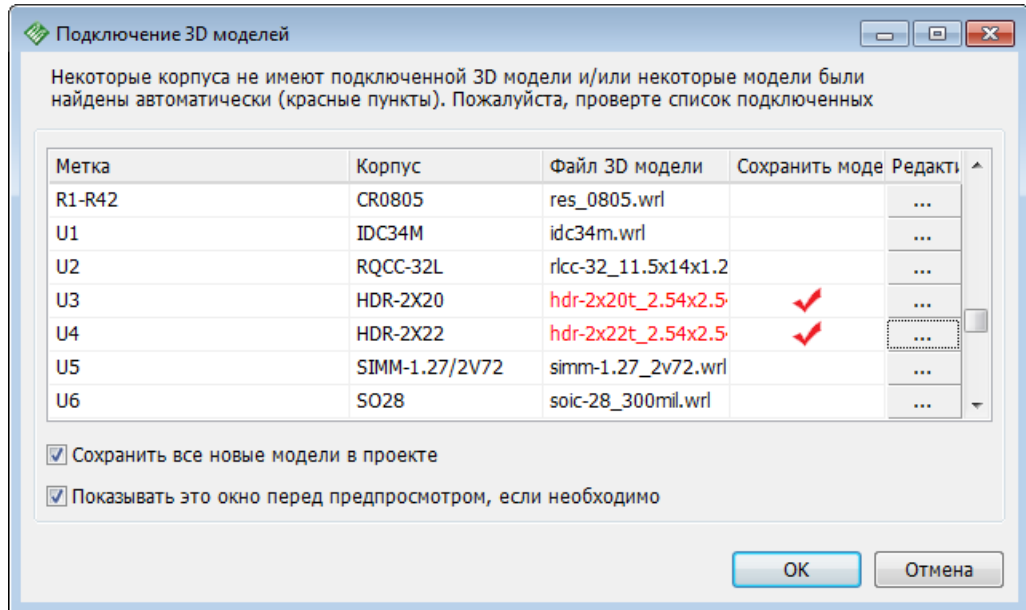 Подключение 3D моделей
Некоторые корпуса не имеют подключенной 3D модели и/или некоторые модели были
найдены автоматически (красные пункты). Пожалуйста, проверте список подключенных
Метка Корпус Файл 3D модели Сохранить моде Редакти
R1-R42 CR0805 res_0805.wrl ...
U1 IDC34M idc34m.wrl ...
U2 RQCC-32L rlcc-32_11.5x14x1.2 ...
U3 HDR-2X20 hdr-2x20t_2.54x2.5 ...
U4 HDR-2X22 hdr-2x22t_2.54x2.5 ...
U5 SIMM-1.27/2V72 simm-1.27_2v72.wrl ...
U6 SO28 soic-28_300mil.wrl ...
Сохранить все новые модели в проекте
Показывать это окно перед предпросмотром, если необходимо
OK Отмена